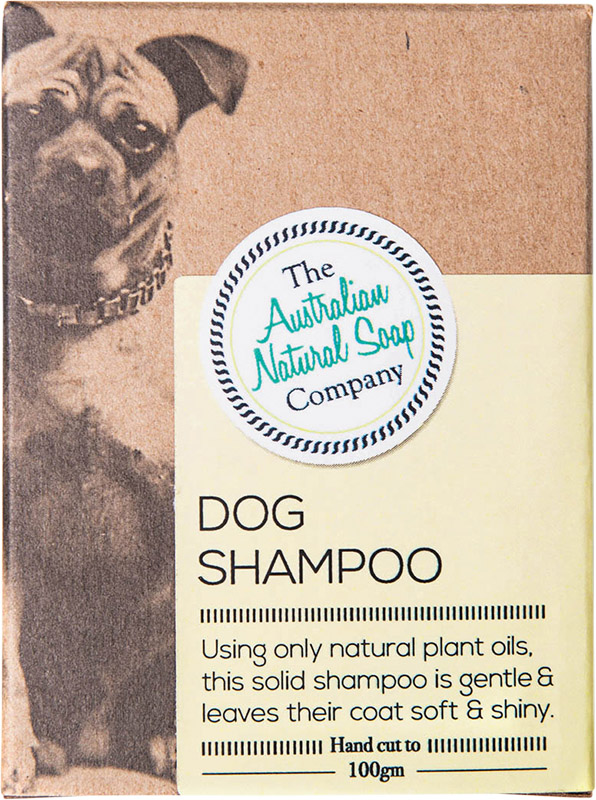 The
Australian
Natural Soap
Company
DOG
SHAMPOO
Using only natural plant oils,
this solid shampoo is gentle &
leaves their coat soft & shiny.
Hand cut to
100gm